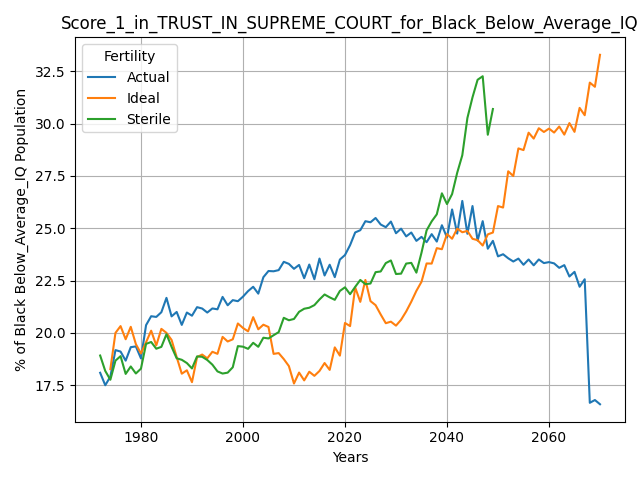 Score_1_in_TRUST_IN_SUPREME_COURT_for_Black_Below_Average_IQ
Fertility
Actual
Ideal
Sterile
% of Black Below_Average_IQ Population
32.5
30.0
27.5
25.0
22.5
20.0
17.5
1980
2000
2020
2040
2060
Years